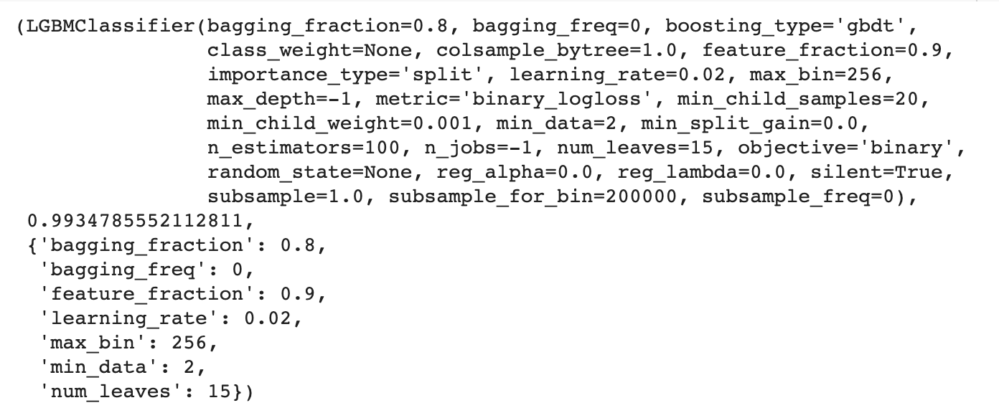 (LGBMClassifier(bagging_fraction=0.8, bagging_freq=0, boosting_type='gbdt',
class_weight=None, colsample_bytree=1.0, feature_fraction=0.9,
importance_type='split', learning_rate=0.02, max_bin=256,
max_depth=-1, metric='binary_logloss', min_child_samples=20,
min_child_weight=0.001, min_data=2, min_split_gain=0.0,
n_estimators=100, n_jobs=-1, num_leaves=15, objective='binary',
random_state=None, reg_alpha=0.0, reg_lambda=0.0, silent=True,
subsample=1.0, subsample_for_bin=200000, subsample_freq=0),
0.9934785552112811,
{'bagging_fraction': 0.8,
'bagging_freq': 0,
'feature_fraction': 0.9,
'learning_rate': 0.02,
'max_bin': 256,
'min_data': 2,
'num_leaves': 15})